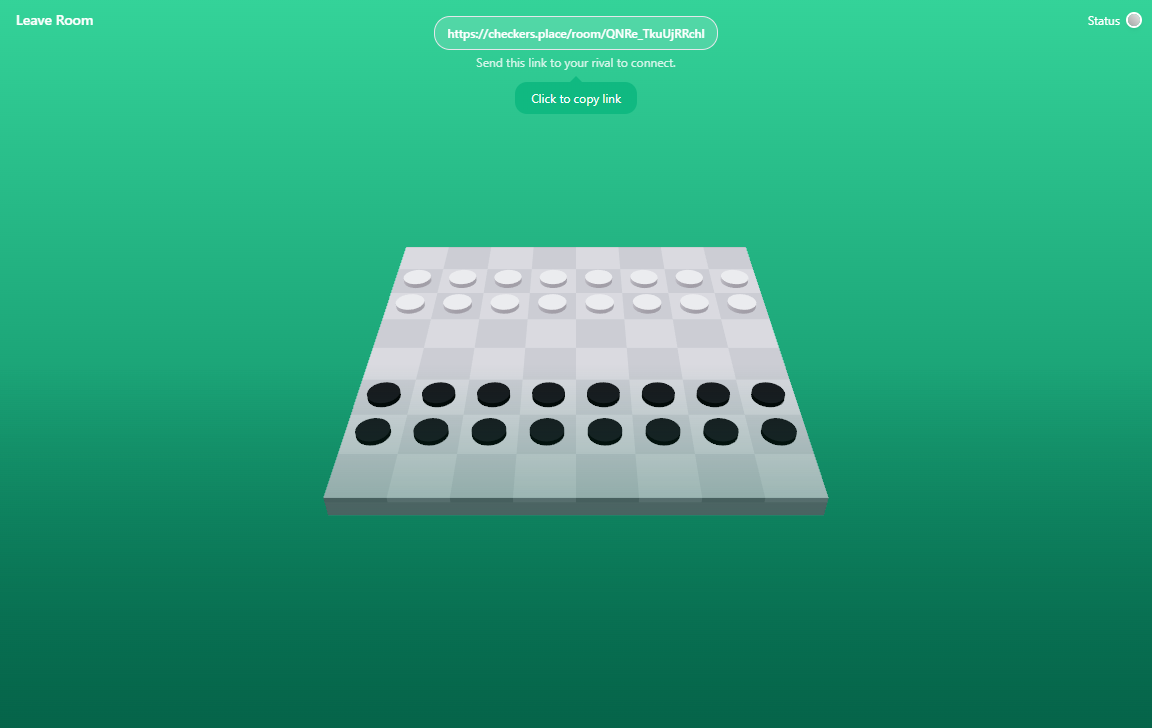 Leave Room
https://checkers.place/room/QNRe_TkuUjRRchl
Status
Send this link to your rival to connect.
Click to copy link